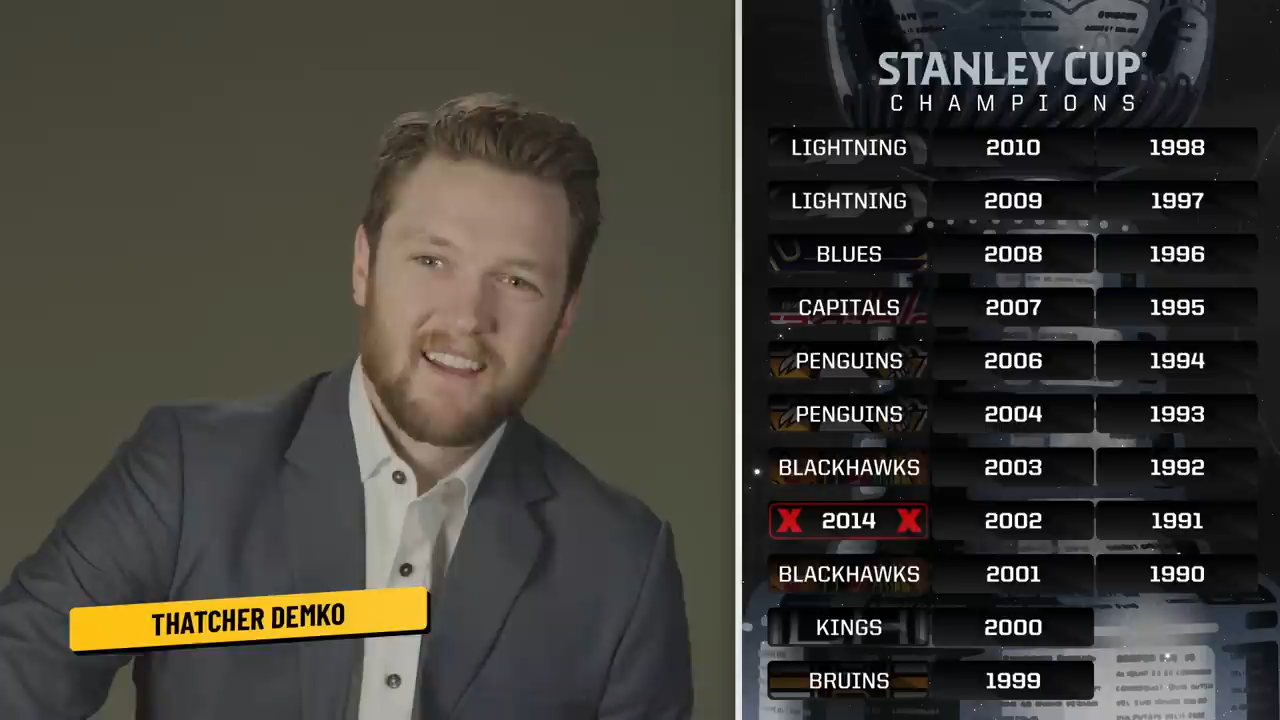 STANLEY CUP
CHAMPIONS
LIGHTNING 2010 1998
LIGHTNING 2009 1997
BLUES 2008 1996
CAPITALS 2007 1995
PENGUINS 2006 1994
PENGUINS 2004 1993
BLACKHAWKS 2003 1992
X 2014 X 2002 1991
BLACKHAWKS 2001 1990
KINGS 2000
BRUINS 1999
THATCHER DEMKO